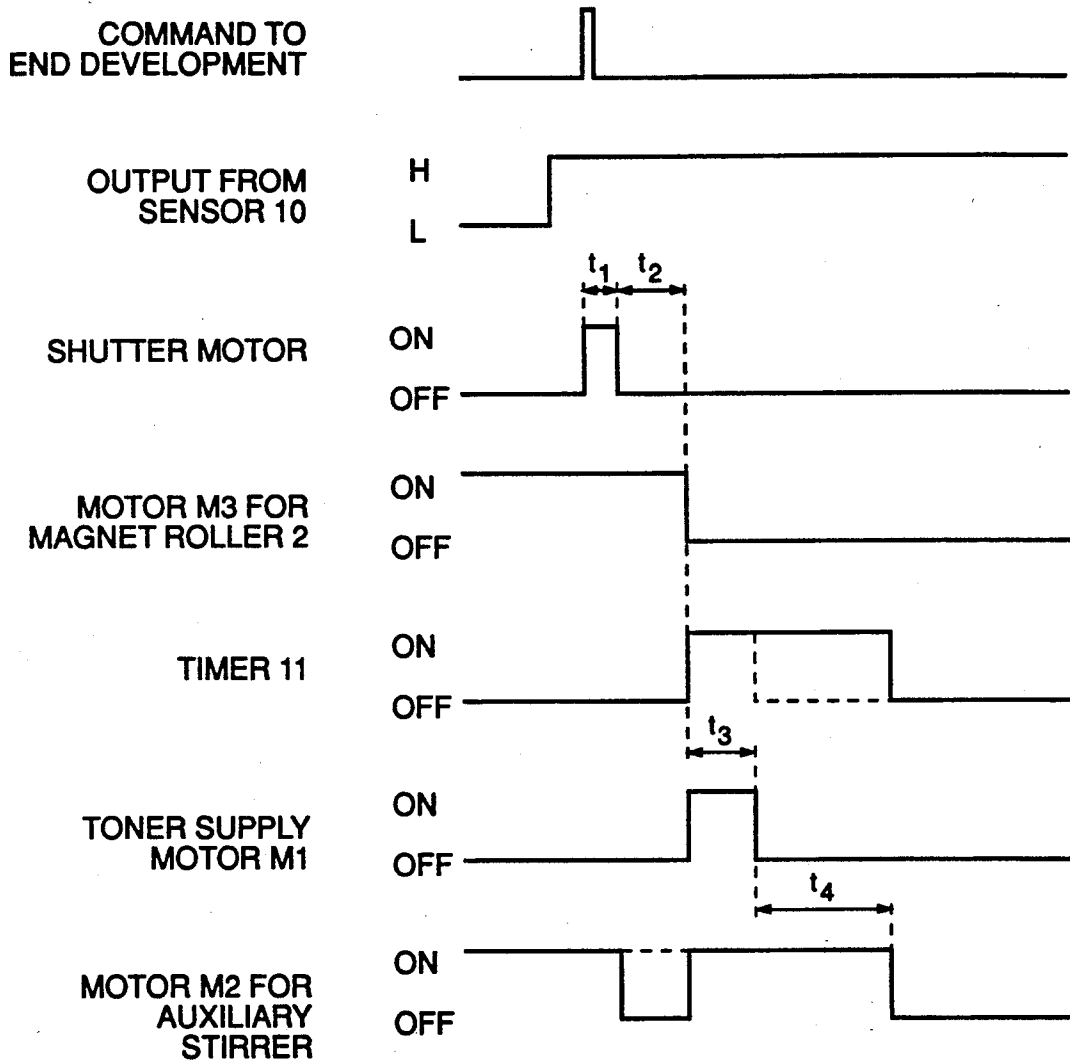 COMMAND TO
END DEVELOPMENT
OUTPUT FROM
SENSOR 10
H
L
t1 t2
SHUTTER MOTOR
ON
OFF
MOTOR M3 FOR
MAGNET ROLLER 2
ON
OFF
TIMER 11
ON
OFF
t3
TONER SUPPLY
MOTOR M1
ON
OFF
t4
MOTOR M2 FOR
AUXILIARY
STIRRER
ON
OFF